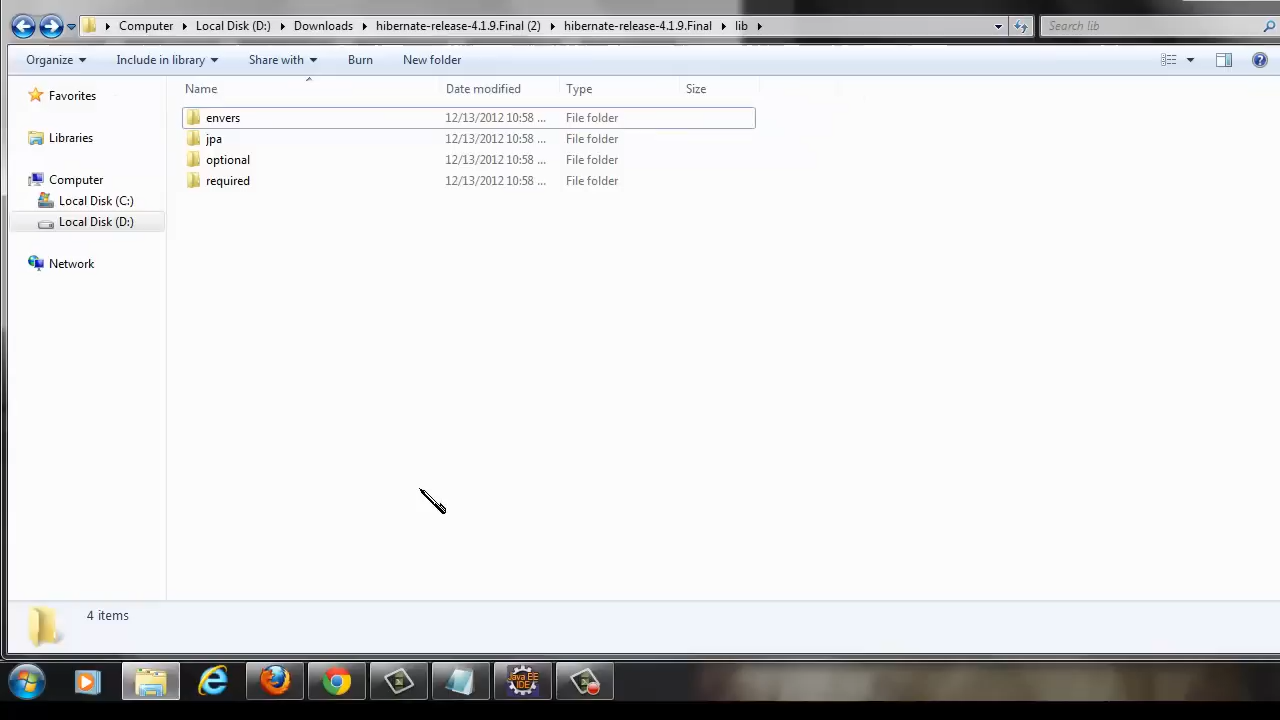 Computer Local Disk (D:) Downloads hibernate-release-4.1.9.Final (2) hibernate-release-4.1.9.Final lib Search lib
Organize Include in library Share with Burn New folder
Name Date modified Type Size
envers 12/13/2012 10:58 ... File folder
jpa 12/13/2012 10:58 ... File folder
optional 12/13/2012 10:58 ... File folder
required 12/13/2012 10:58 ... File folder
Favorites
Libraries
Computer
Local Disk (C:)
Local Disk (D:)
Network
4 items
Java EE
IDE